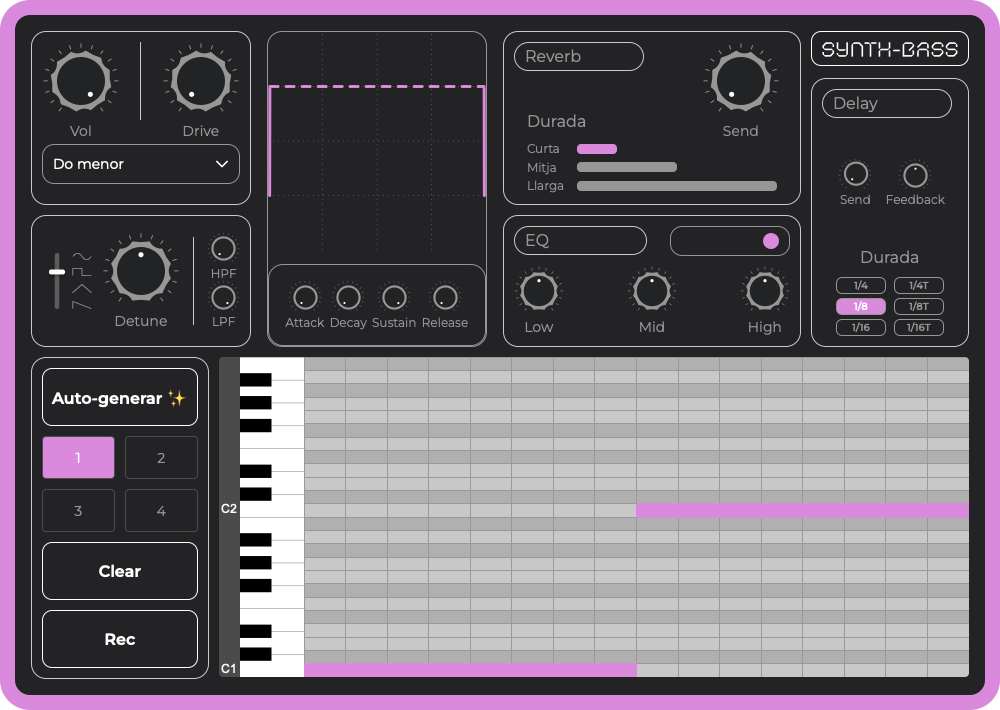 Vol
Drive
Do menor
Detune
HPF
LPF
Attack
Decay
Sustain
Release
Reverb
Durada
Curta
Mitja
Llarga
Send
EQ
Low
Mid
High
SYNTH-BASS
Delay
Send
Feedback
Durada
1/4
1/4T
1/8
1/8T
1/16
1/16T
Auto-generar ✨
1
2
3
4
Clear
Rec
C2
C1